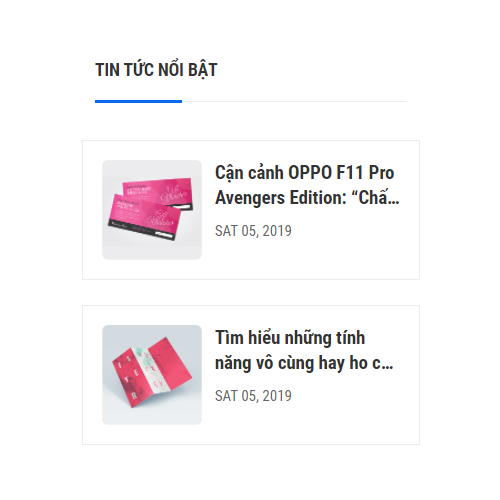 TIN TỨC NỔI BẬT
Cận cảnh OPPO F11 Pro
Avengers Edition: “Chấ...
SAT 05, 2019
Tìm hiểu những tính
năng vô cùng hay ho c...
SAT 05, 2019